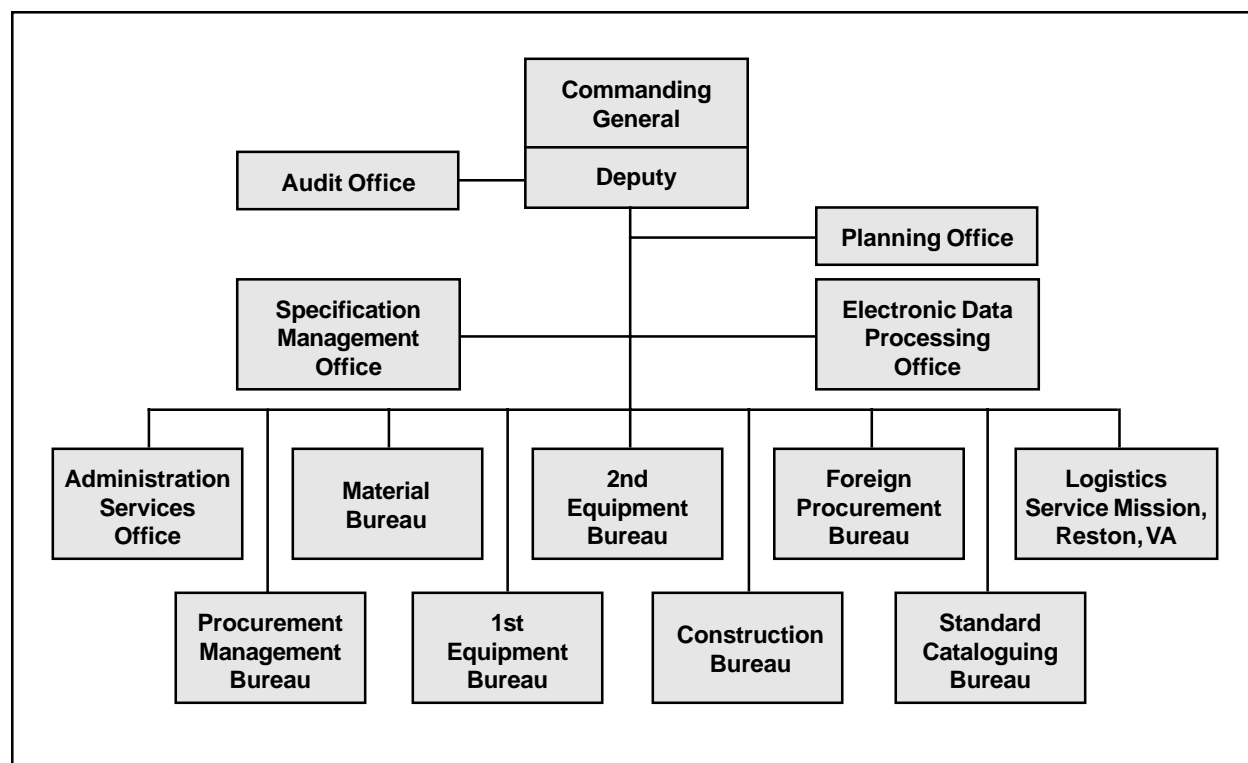 Commanding
General
Deputy
Audit Office
Planning Office
Specification
Management
Office
Electronic Data
Processing
Office
Administration
Services
Office
Material
Bureau
2nd
Equipment
Bureau
Foreign
Procurement
Bureau
Logistics
Service Mission,
Reston, VA
Procurement
Management
Bureau
1st
Equipment
Bureau
Construction
Bureau
Standard
Cataloguing
Bureau